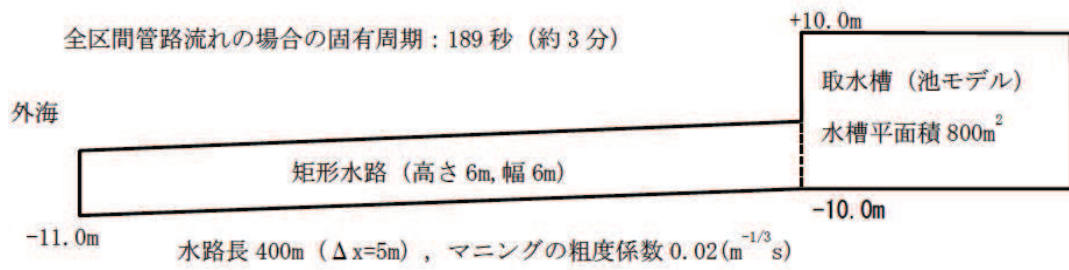 +10.0m
全区間管路流れの場合の固有周期：189 秒（約 3 分）
取水槽（池モデル）
外海
水槽平面積 800m²
矩形水路（高さ 6m, 幅 6m）
-10.0m
-11.0m
水路長 400m（Δx=5m），マニングの粗度係数 0.02(m⁻¹/³s)